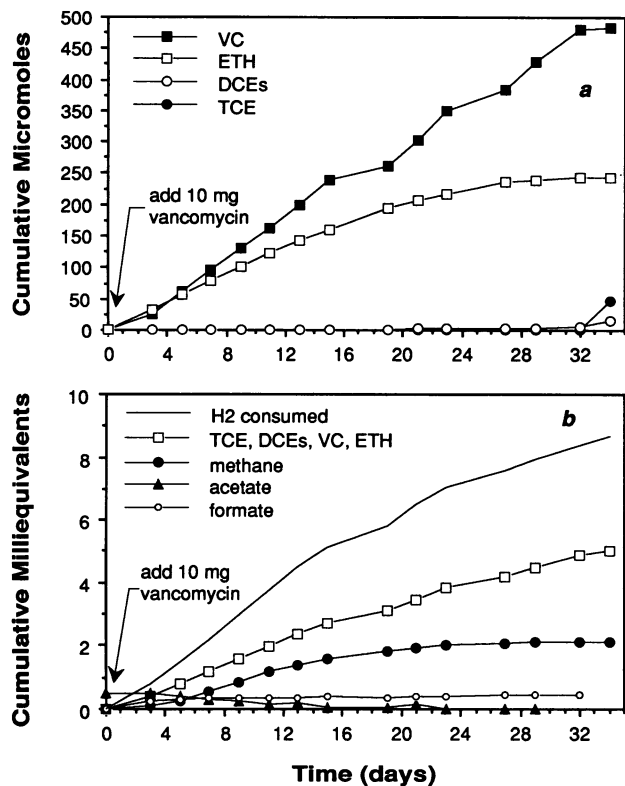 500
450
400
350
300
250
200
150
100
50
0
Cumulative Micromoles
VC
ETH
DCEs
TCE
a
add 10 mg
vancomycin
0 4 8 12 16 20 24 28 32
10
8
6
4
2
0
Cumulative Milliequivalents
H2 consumed
TCE, DCEs, VC, ETH
methane
acetate
formate
b
add 10 mg
vancomycin
0 4 8 12 16 20 24 28 32
Time (days)